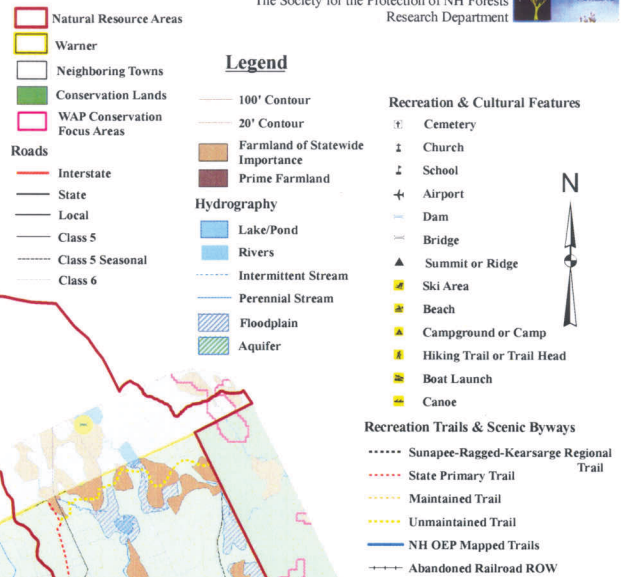 The Society for the Protection of NH Forests
Research Department
Natural Resource Areas
Warner
Neighboring Towns
Conservation Lands
WAP Conservation
Focus Areas
Roads
Interstate
State
Local
Class 5
Class 5 Seasonal
Class 6
Legend
100' Contour
20' Contour
Farmland of Statewide
Importance
Prime Farmland
Hydrography
Lake/Pond
Rivers
Intermittent Stream
Perennial Stream
Floodplain
Aquifer
Recreation & Cultural Features
Cemetery
Church
School
Airport
Dam
Bridge
Summit or Ridge
Ski Area
Beach
Campground or Camp
Hiking Trail or Trail Head
Boat Launch
Canoe
N
Recreation Trails & Scenic Byways
Sunapee-Ragged-Kearsarge Regional
Trail
State Primary Trail
Maintained Trail
Unmaintained Trail
NH OEP Mapped Trails
Abandoned Railroad ROW